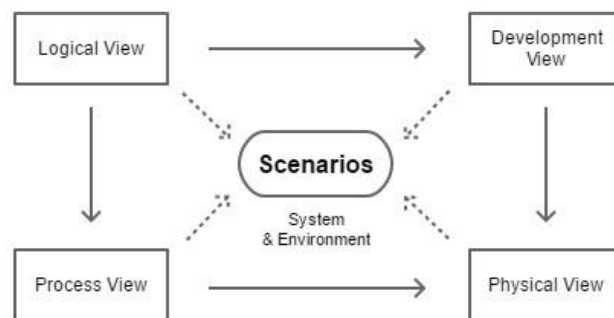 Logical View
Development
View
Scenarios
System
& Environment
Process View
Physical View